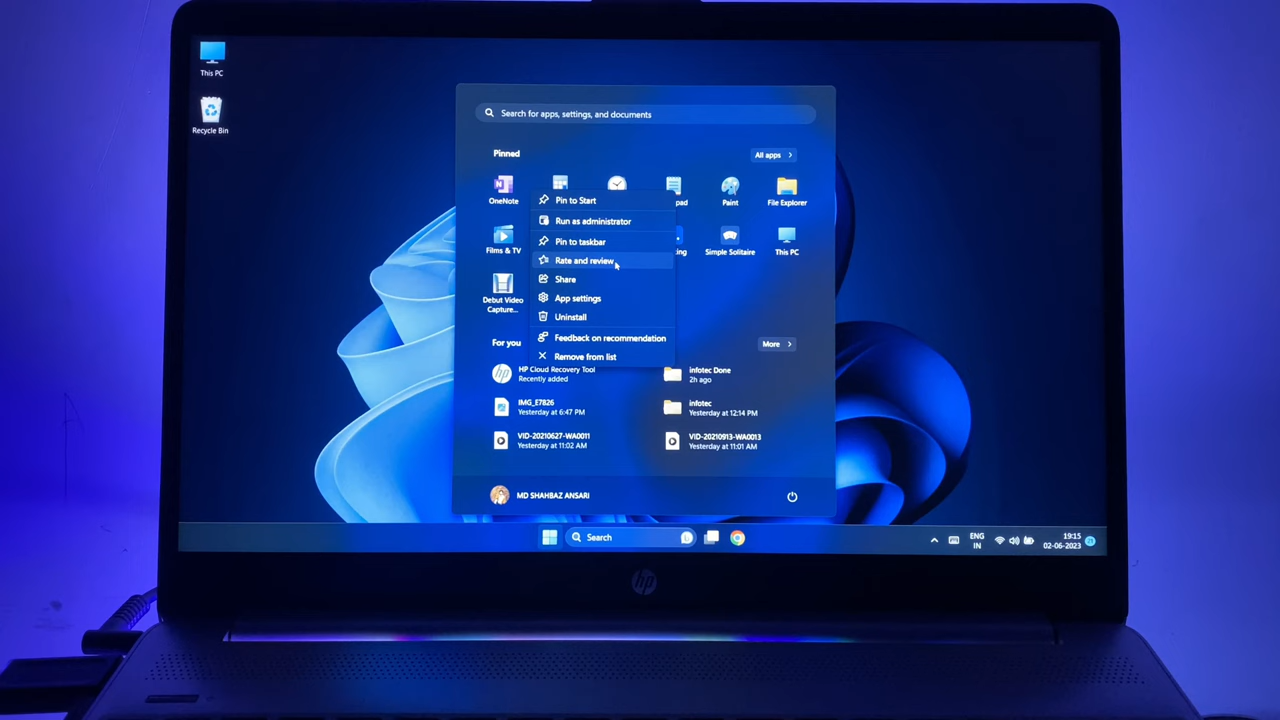 This PC
Recycle Bin
Search for apps, settings, and documents
Pinned
All apps
OneNote
pad
Paint
File Explorer
Films & TV
ting
Simple Solitaire
This PC
Debut Video
Capture...
Pin to Start
Run as administrator
Pin to taskbar
Rate and review
Share
App settings
Uninstall
Feedback on recommendation
Remove from list
For you
More
HP Cloud Recovery Tool
Recently added
infotec Done
2h ago
IMG_E7826
Yesterday at 6:47 PM
infotec
Yesterday at 12:14 PM
VID-20210627-WA0011
Yesterday at 11:02 AM
VID-20210913-WA0013
Yesterday at 11:01 AM
MD SHAHBAZ ANSARI
Search
ENG
IN
19:15
02-06-2023
hp